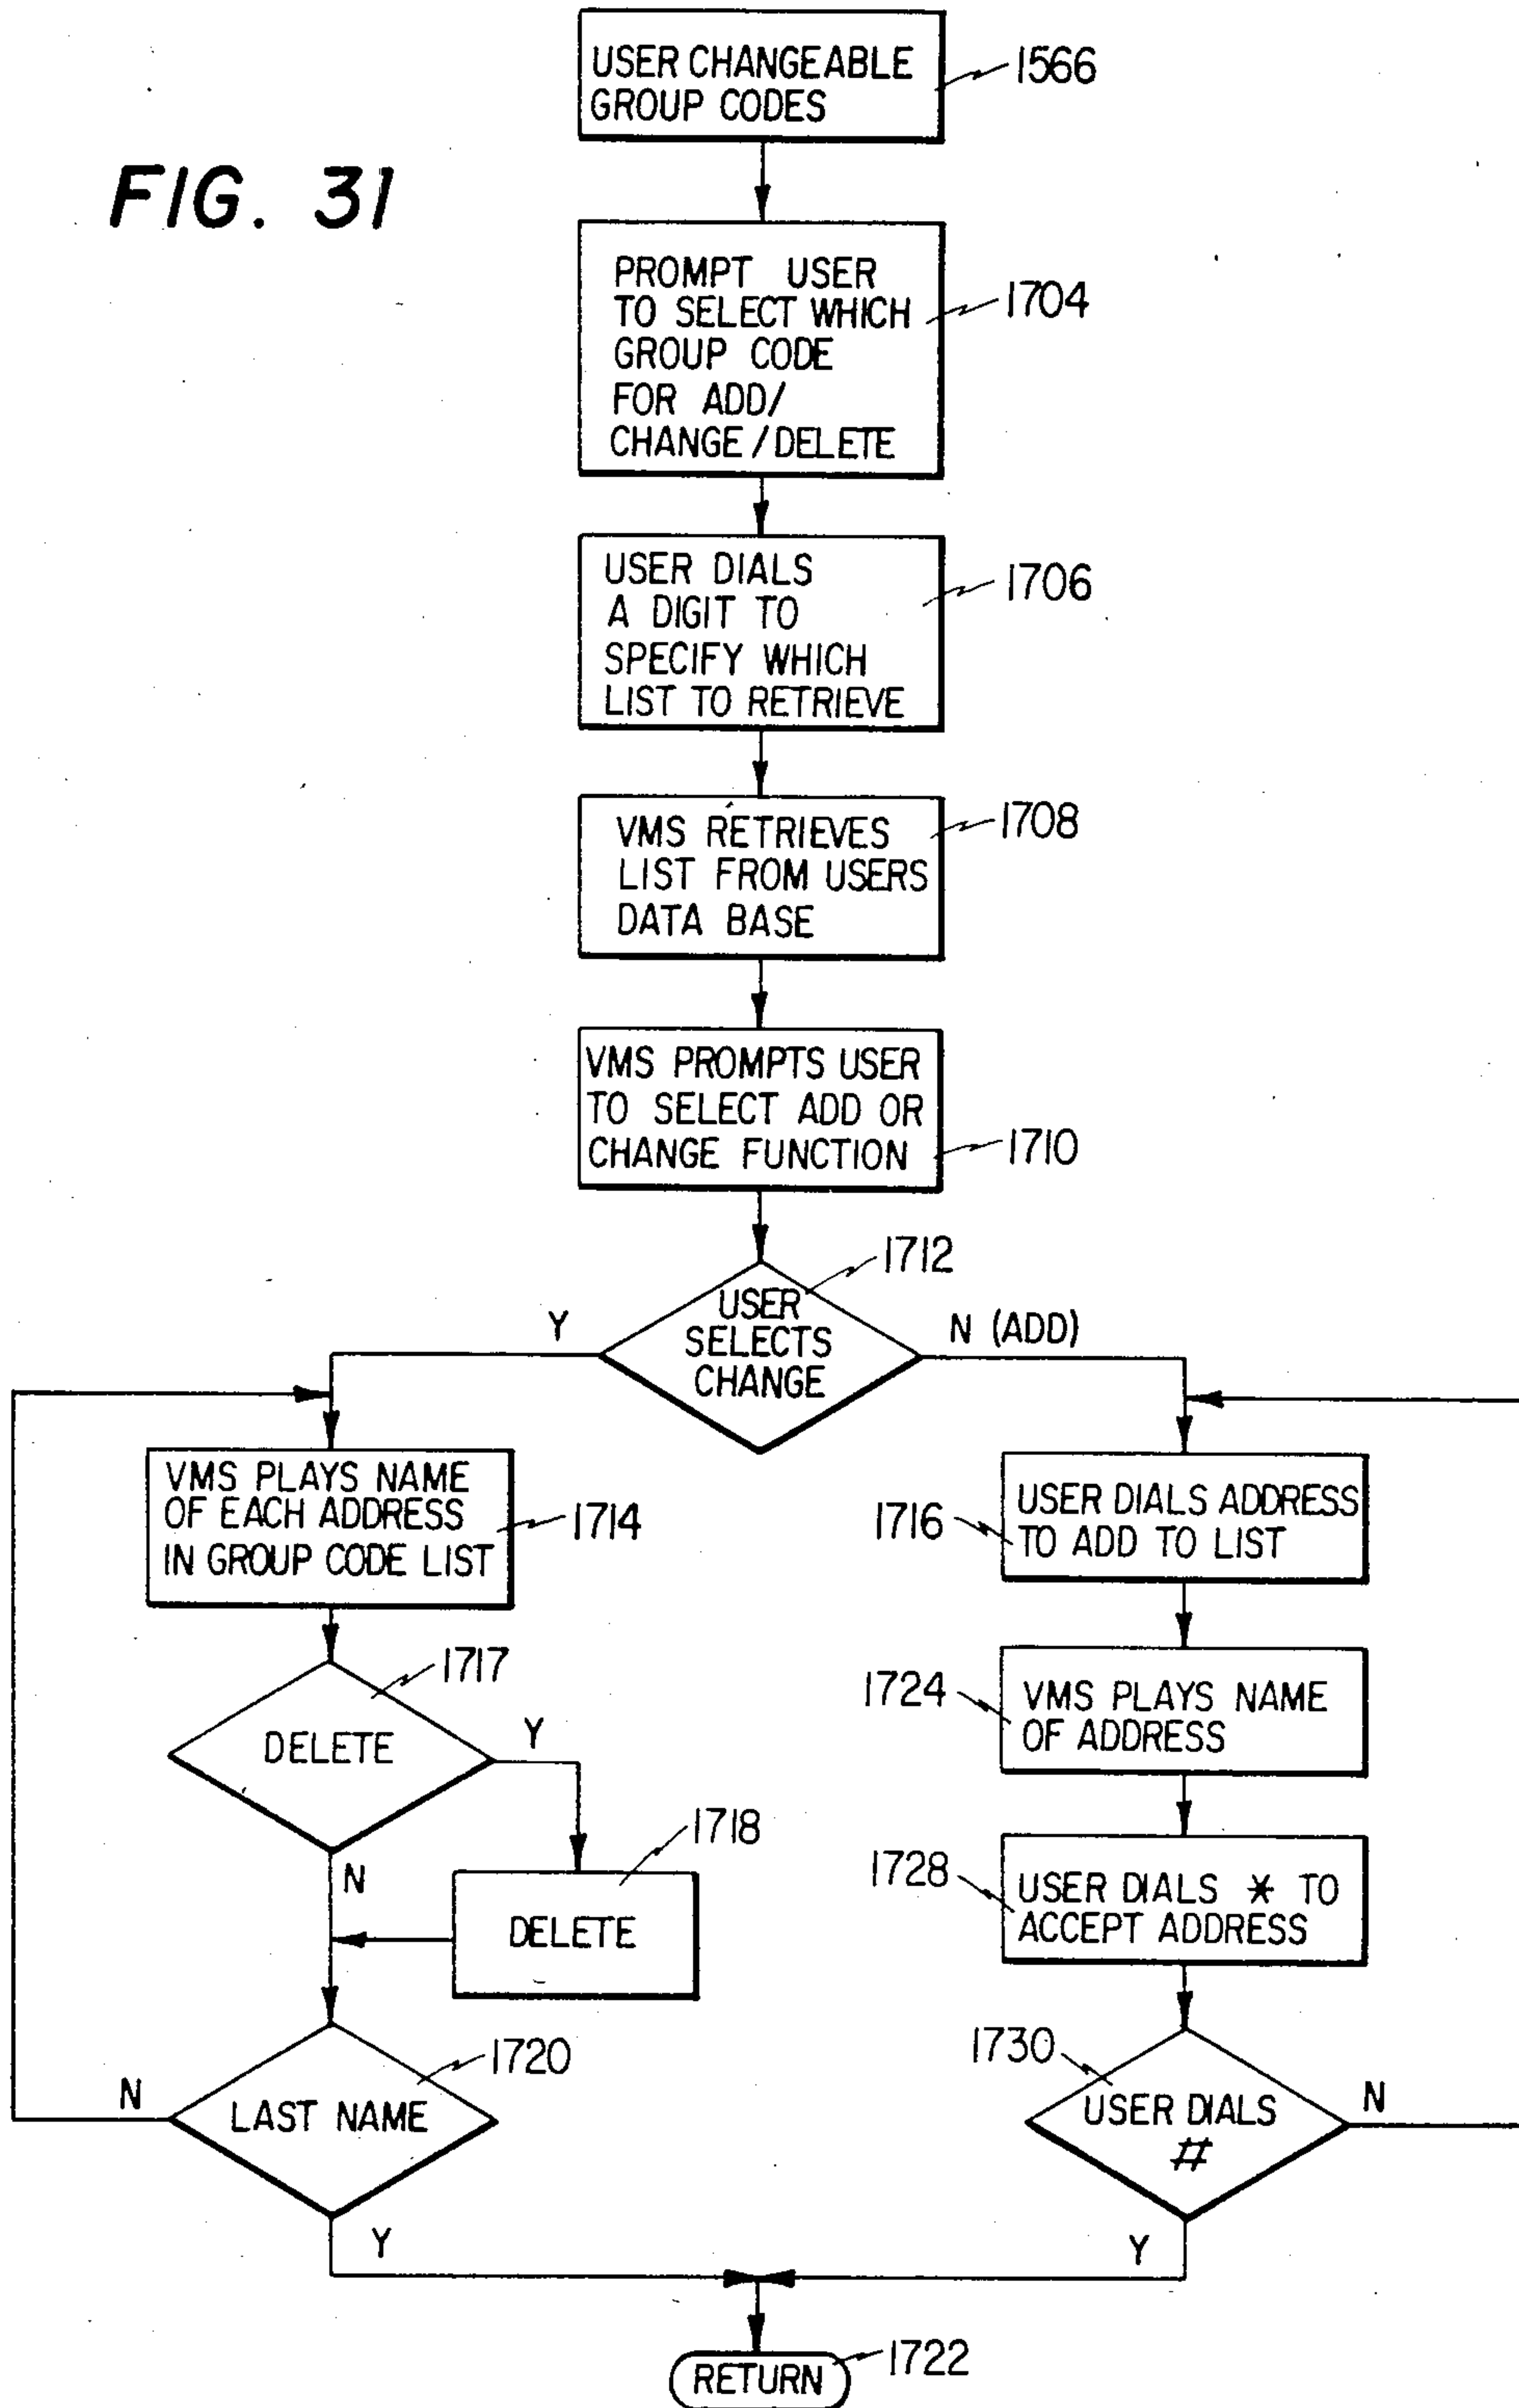 FIG. 31
USER CHANGEABLE
GROUP CODES
1566
PROMPT USER
TO SELECT WHICH
GROUP CODE
FOR ADD/
CHANGE/DELETE
1704
USER DIALS
A DIGIT TO
SPECIFY WHICH
LIST TO RETRIEVE
1706
VMS RETRIEVES
LIST FROM USERS
DATA BASE
1708
VMS PROMPTS USER
TO SELECT ADD OR
CHANGE FUNCTION
1710
1712
USER
SELECTS
CHANGE
Y
N (ADD)
VMS PLAYS NAME
OF EACH ADDRESS
IN GROUP CODE LIST
1714
1717
DELETE
Y
N
1718
DELETE
1720
LAST NAME
N
Y
1716
USER DIALS ADDRESS
TO ADD TO LIST
1724
VMS PLAYS NAME
OF ADDRESS
1728
USER DIALS * TO
ACCEPT ADDRESS
1730
USER DIALS
#
N
Y
RETURN
1722